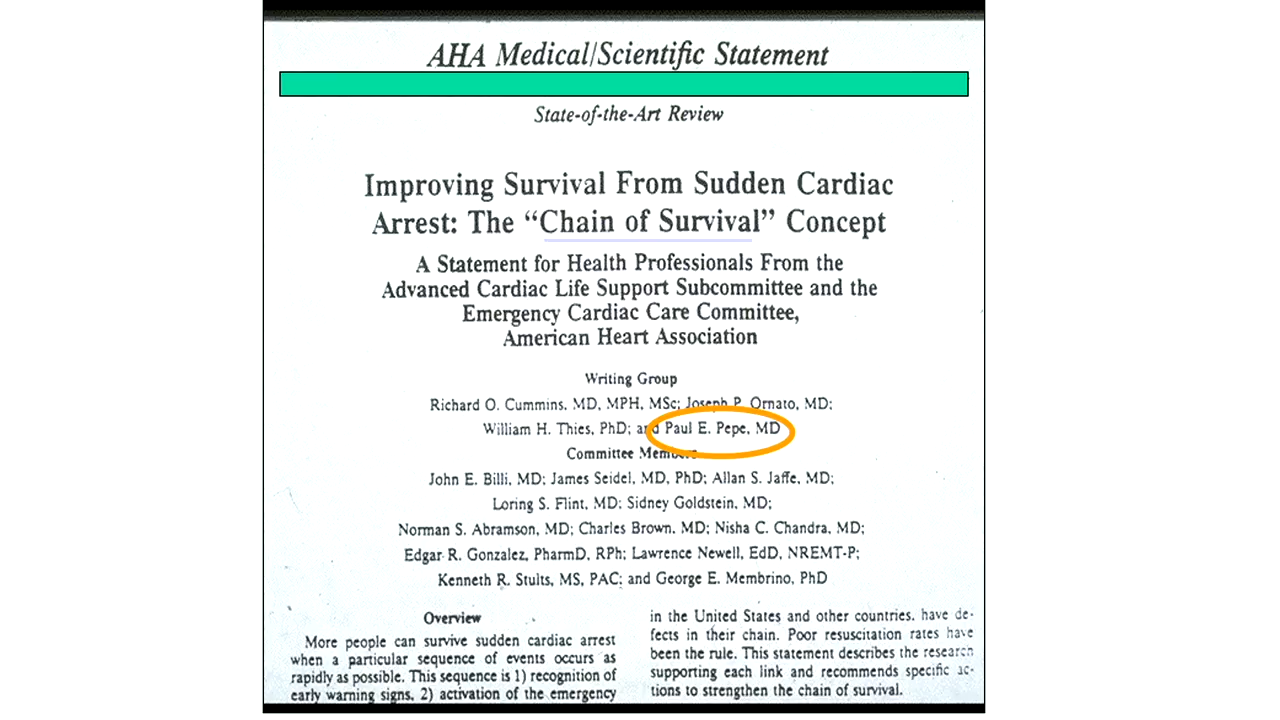 AHA Medical/Scientific Statement
State-of-the-Art Review
Improving Survival From Sudden Cardiac
Arrest: The “Chain of Survival” Concept
A Statement for Health Professionals From the
Advanced Cardiac Life Support Subcommittee and the
Emergency Cardiac Care Committee,
American Heart Association
Writing Group
Richard O. Cummins, MD, MPH, MSc; Joseph P. Ornato, MD;
William H. Thies, PhD; and Paul E. Pepe, MD
Committee Members
John E. Billi, MD; James Seidel, MD, PhD; Allan S. Jaffe, MD;
Loring S. Flint, MD; Sidney Goldstein, MD;
Norman S. Abramson, MD; Charles Brown, MD; Nisha C. Chandra, MD;
Edgar R. Gonzalez, PharmD, RPh; Lawrence Newell, EdD, NREMT-P;
Kenneth R. Stults, MS, PAC; and George E. Membrino, PhD
Overview
More people can survive sudden cardiac arrest
when a particular sequence of events occurs as
rapidly as possible. This sequence is 1) recognition of
early warning signs, 2) activation of the emergency
in the United States and other countries, have de-
fects in their chain. Poor resuscitation rates have
been the rule. This statement describes the research
supporting each link and recommends specific ac-
tions to strengthen the chain of survival.